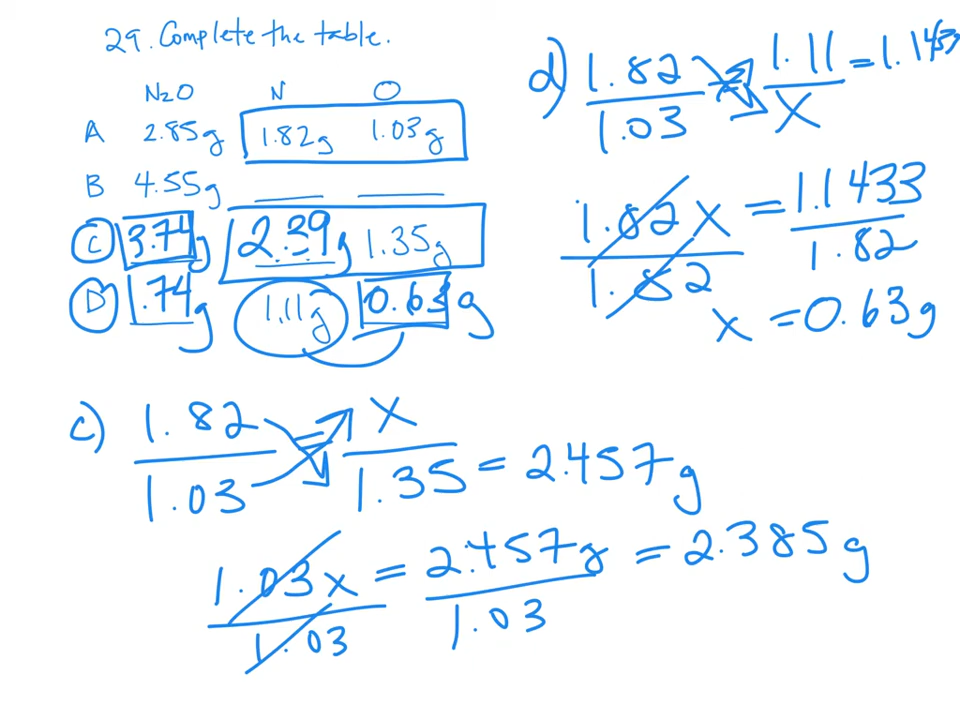 29. Complete the table.
N₂O N O
A 2.85g 1.82g 1.03g
B 4.55g
C 3.74g 2.39g 1.35g
D .74g 1.11g 0.63g
d) 1.82/1.03 = 1.11/X = 1.1433
1.82x/1.82 = 1.1433/1.82
x = 0.63g
c) 1.82/1.03 = X/1.35 = 2.457g
1.03x/1.03 = 2.457g/1.03 = 2.385g